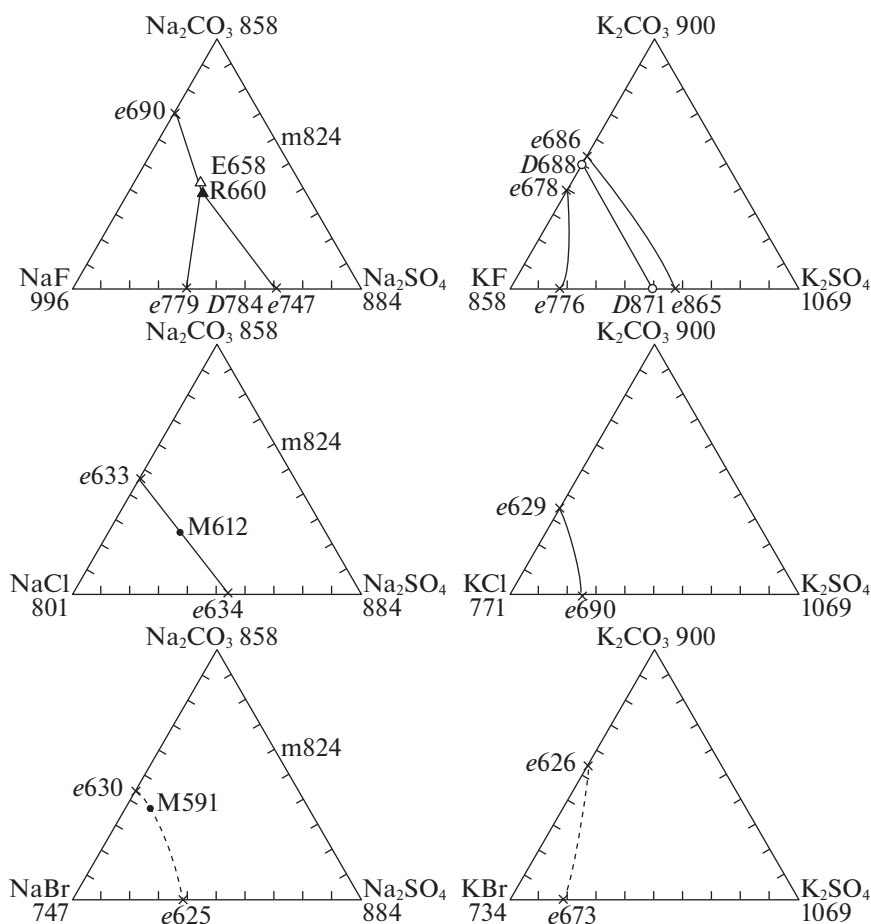 Na₂CO₃ 858
e690
m824
E658
R660
NaF
996
Na₂SO₄
884
e779
D784
e747
K₂CO₃ 900
e686
D688
e678
KF
858
K₂SO₄
1069
e776
D871
e865
Na₂CO₃ 858
e633
m824
M612
NaCl
801
Na₂SO₄
884
e634
K₂CO₃ 900
e629
KCl
771
K₂SO₄
1069
e690
Na₂CO₃ 858
m824
e630
M591
NaBr
747
Na₂SO₄
884
e625
K₂CO₃ 900
e626
KBr
734
K₂SO₄
1069
e673